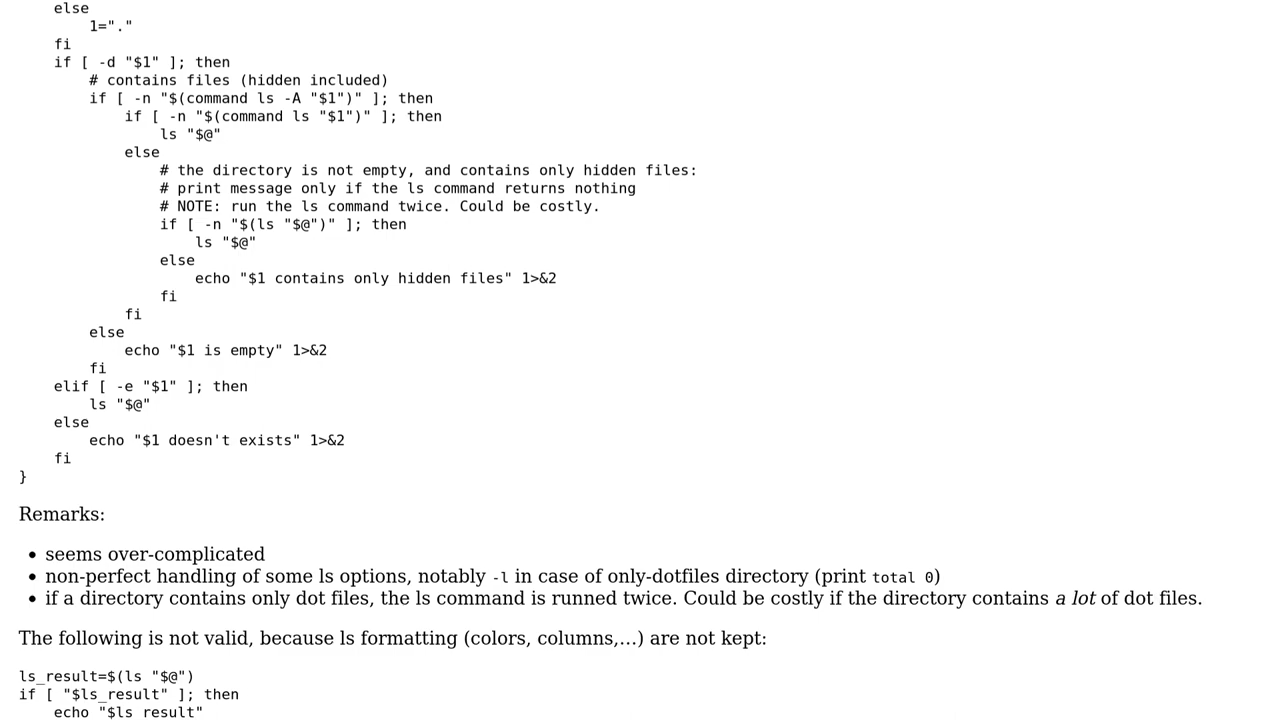 else
        1="."
    fi
    if [ -d "$1" ]; then
        # contains files (hidden included)
        if [ -n "$(command ls -A "$1")" ]; then
            if [ -n "$(command ls "$1")" ]; then
                ls "$@"
            else
                # the directory is not empty, and contains only hidden files:
                # print message only if the ls command returns nothing
                # NOTE: run the ls command twice. Could be costly.
                if [ -n "$(ls "$@")" ]; then
                    ls "$@"
                else
                    echo "$1 contains only hidden files" 1>&2
                fi
            fi
        else
            echo "$1 is empty" 1>&2
        fi
    elif [ -e "$1" ]; then
        ls "$@"
    else
        echo "$1 doesn't exists" 1>&2
    fi
}
Remarks:
• seems over-complicated
• non-perfect handling of some ls options, notably -l in case of only-dotfiles directory (print total 0)
• if a directory contains only dot files, the ls command is runned twice. Could be costly if the directory contains a lot of dot files.
The following is not valid, because ls formatting (colors, columns,…) are not kept:
ls_result=$(ls "$@")
if [ "$ls_result" ]; then
    echo "$ls_result"